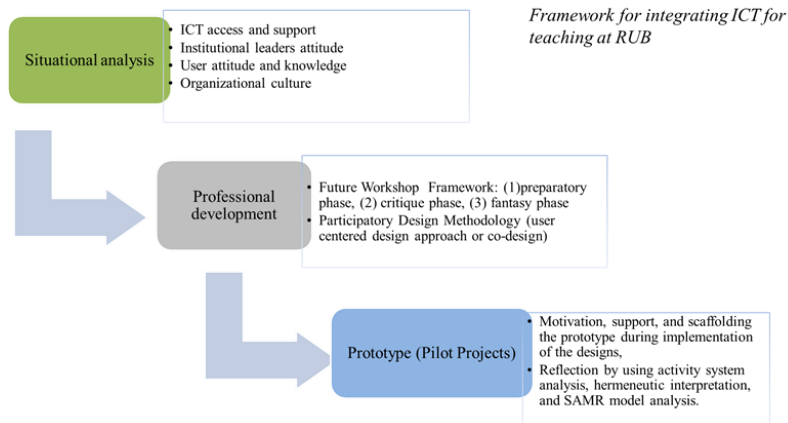 Framework for integrating ICT for
teaching at RUB
Situational analysis
• ICT access and support
• Institutional leaders attitude
• User attitude and knowledge
• Organizational culture
Professional
development
• Future Workshop Framework: (1)preparatory
phase, (2) critique phase, (3) fantasy phase
• Participatory Design Methodology (user
centered design approach or co-design)
Prototype (Pilot Projects)
• Motivation, support, and scaffolding
the prototype during implementation
of the designs,
• Reflection by using activity system
analysis, hermeneutic interpretation,
and SAMR model analysis.